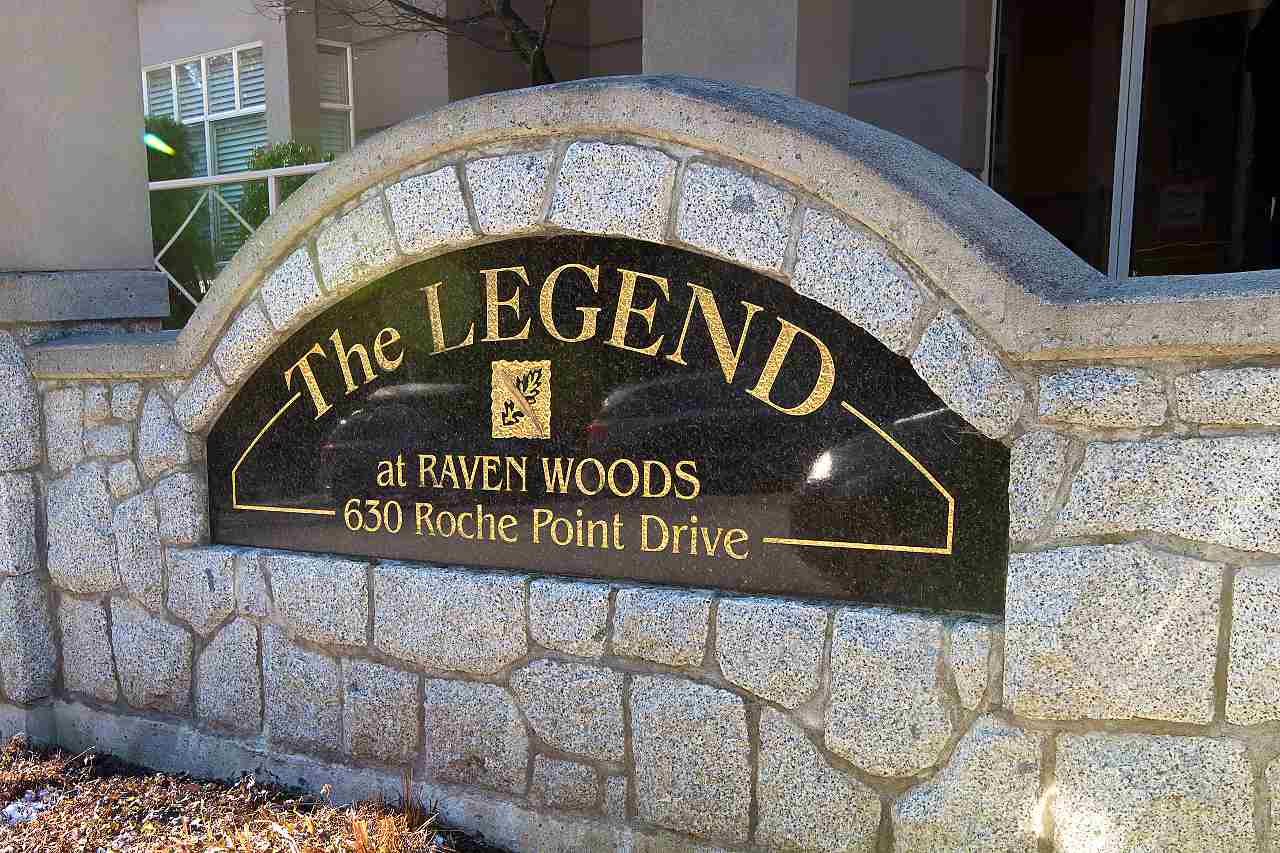 The LEGEND
at RAVEN WOODS
630 Roche Point Drive